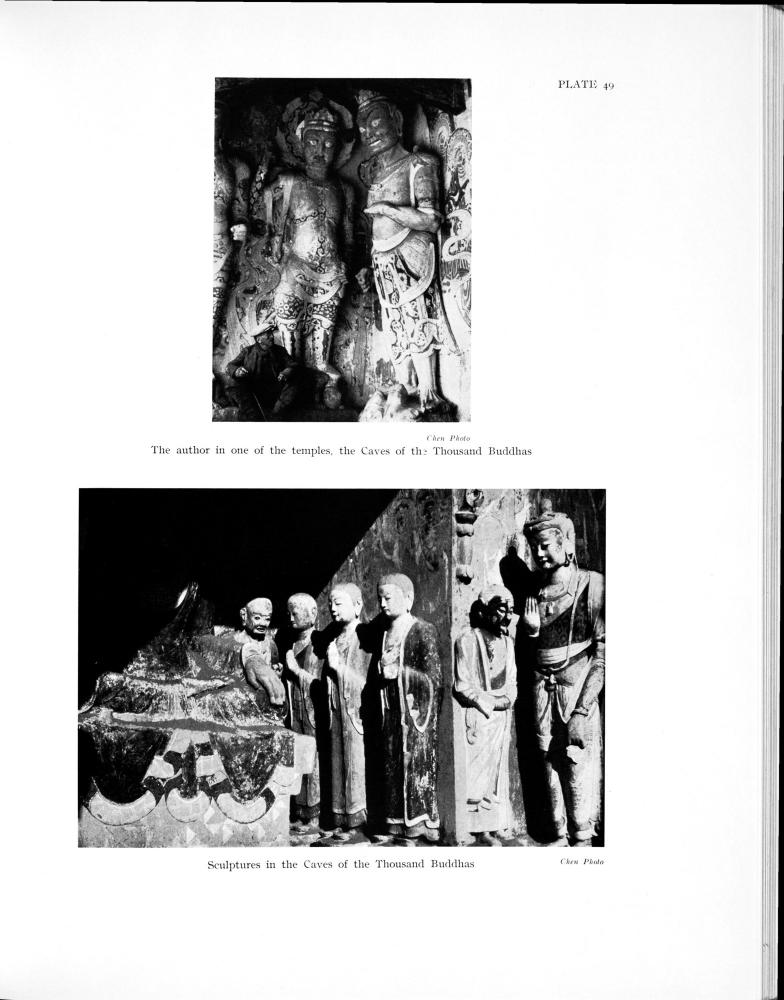 PLATE 49
Chen Photo
The author in one of the temples, the Caves of the Thousand Buddhas
Sculptures in the Caves of the Thousand Buddhas
Chen Photo